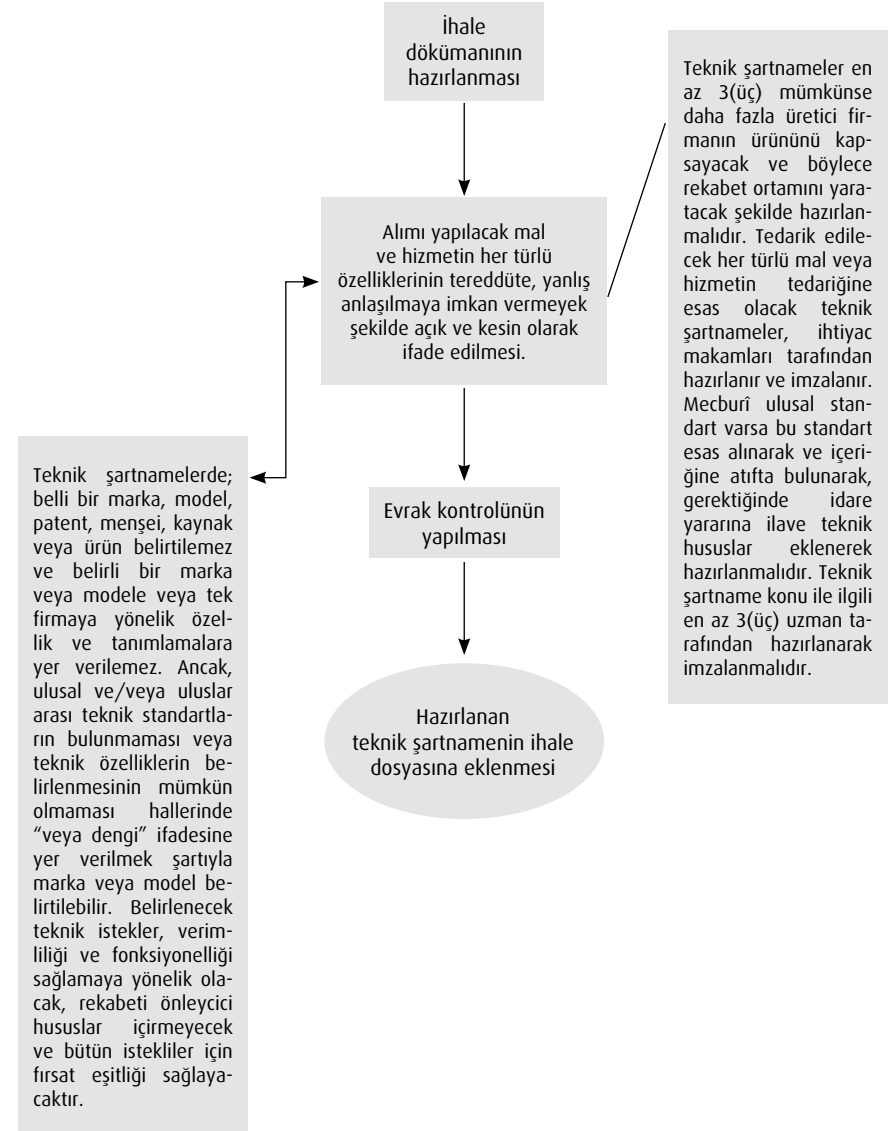 İhale
dökümanının
hazırlanması
Teknik şartnameler en
az 3(üç) mümkünse
daha fazla üretici fir-
manın ürününü kap-
sayacak ve böylece
rekabet ortamını yara-
tacak şekilde hazırlan-
malıdır. Tedarik edile-
cek her türlü mal veya
hizmetin tedariğine
esas olacak teknik
şartnameler, ihtiyac
makamları tarafından
hazırlanır ve imzalanır.
Mecburî ulusal stan-
dart varsa bu standart
esas alınarak ve içeri-
ğine atıfta bulunarak,
gerektiğinde idare
yararına ilave teknik
hususlar eklenerek
hazırlanmalıdır. Teknik
şartname konu ile ilgili
en az 3(üç) uzman ta-
rafından hazırlanarak
imzalanmalıdır.
Alımı yapılacak mal
ve hizmetin her türlü
özelliklerinin tereddüte, yanlış
anlaşılmaya imkan vermeyek
şekilde açık ve kesin olarak
ifade edilmesi.
Teknik şartnamelerde;
belli bir marka, model,
patent, menşei, kaynak
veya ürün belirtilemez
ve belirli bir marka
veya modele veya tek
firmaya yönelik özel-
lik ve tanımlamalara
yer verilemez. Ancak,
ulusal ve/veya uluslar
arası teknik standartla-
rın bulunmaması veya
teknik özelliklerin be-
lirlenmesinin mümkün
olmaması hallerinde
“veya dengi” ifadesine
yer verilmek şartıyla
marka veya model be-
lirtilebilir. Belirlenecek
teknik istekler, verim-
liliği ve fonksiyonelliği
sağlamaya yönelik ola-
cak, rekabeti önleycici
hususlar içirmeyecek
ve bütün istekliler için
fırsat eşitliği sağlaya-
caktır.
Evrak kontrolünün
yapılması
Hazırlanan
teknik şartnamenin ihale
dosyasına eklenmesi